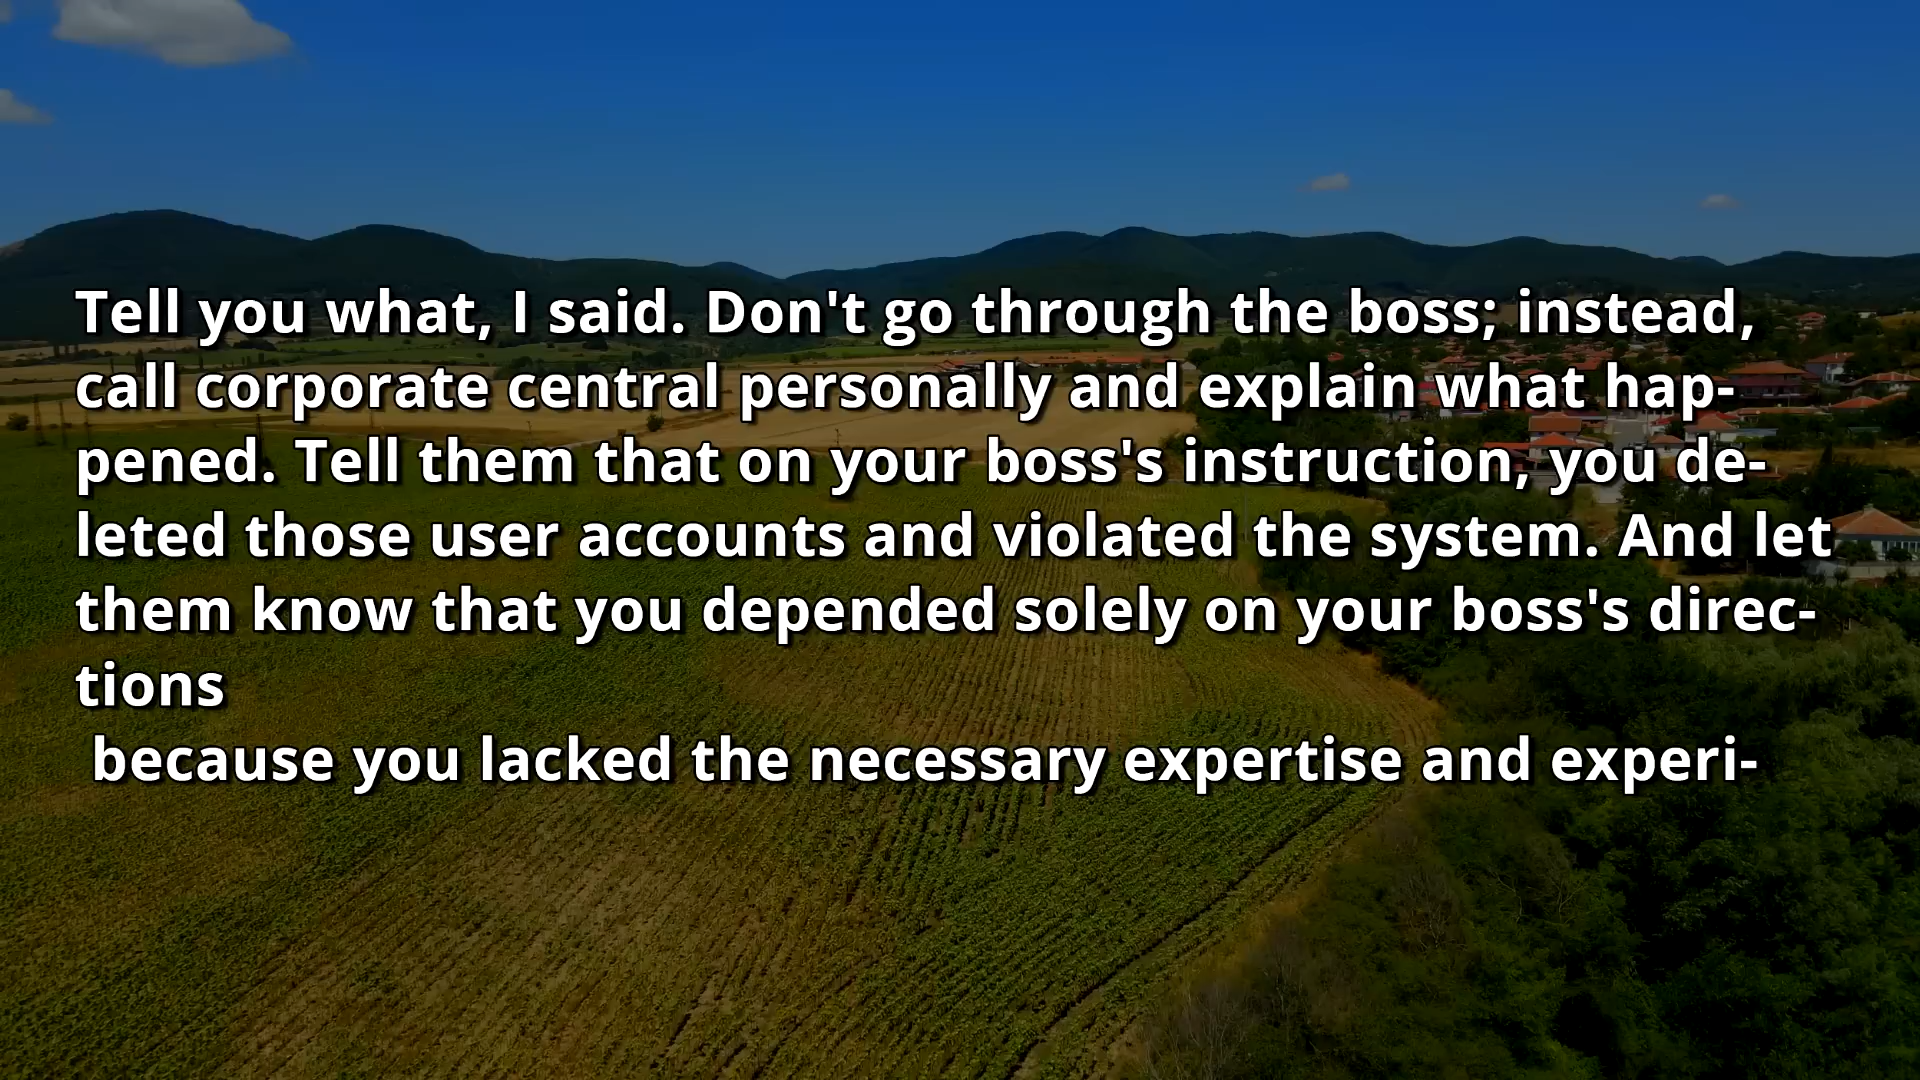 Tell you what, I said. Don't go through the boss; instead,
call corporate central personally and explain what hap-
pened. Tell them that on your boss's instruction, you de-
leted those user accounts and violated the system. And let
them know that you depended solely on your boss's direc-
tions
because you lacked the necessary expertise and experi-